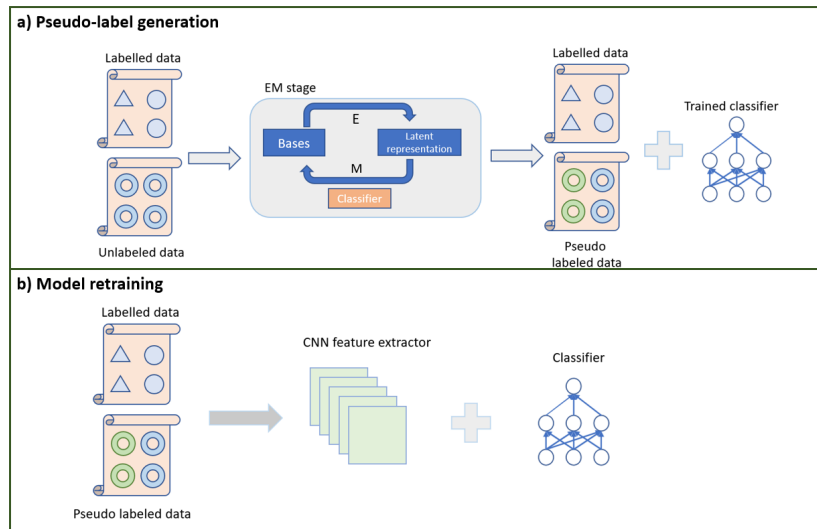 a) Pseudo-label generation
Labelled data
Unlabeled data
EM stage
E
Bases
Latent
representation
M
Classifier
Labelled data
Pseudo
labeled data
Trained classifier
b) Model retraining
Labelled data
Pseudo labeled data
CNN feature extractor
Classifier